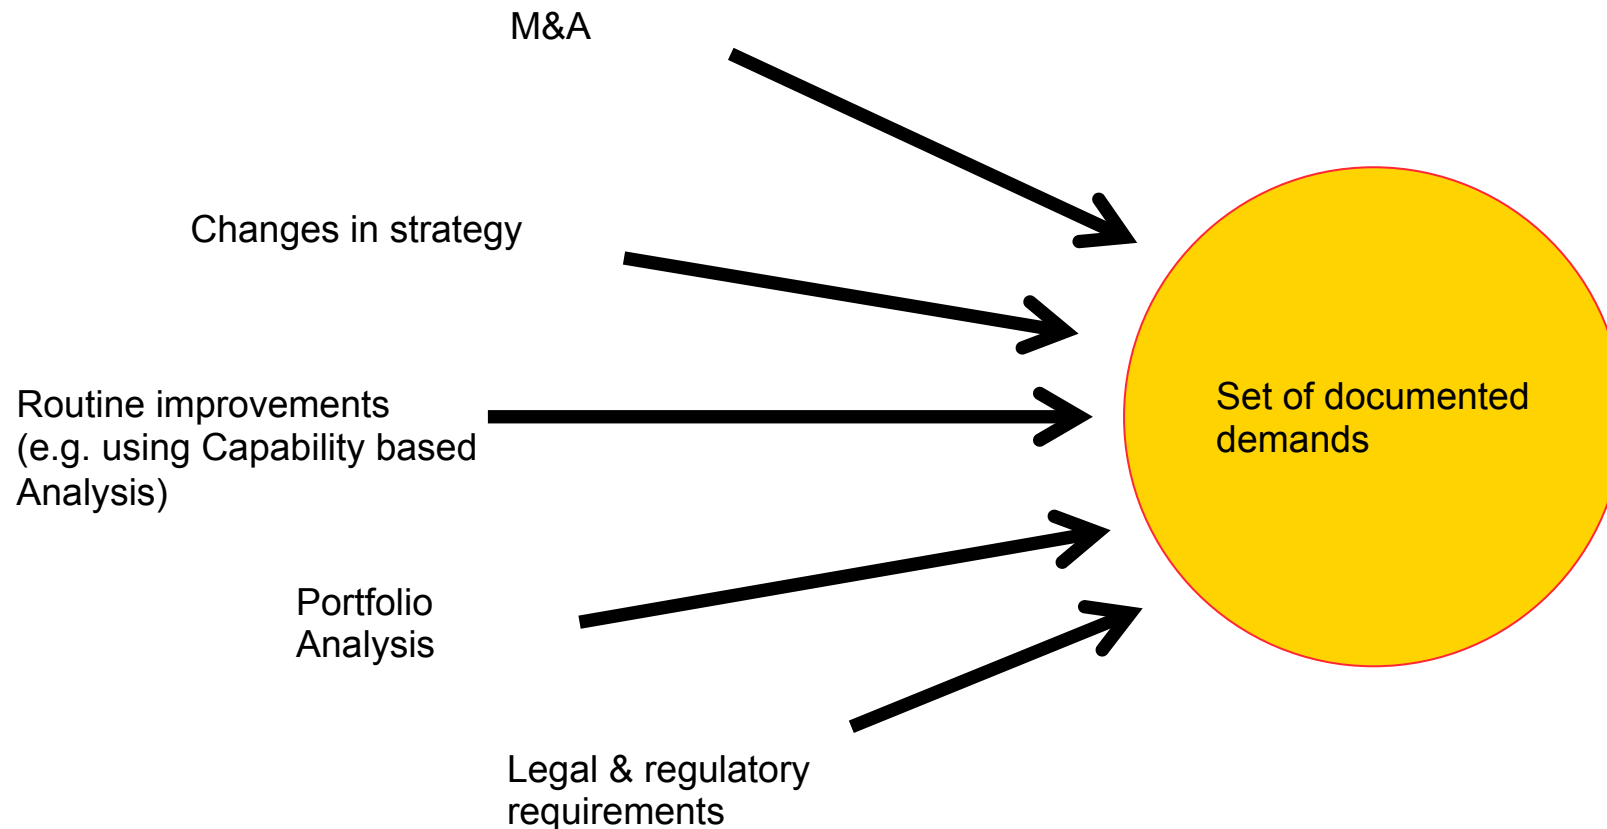 M&A
Changes in strategy
Routine improvements
(e.g. using Capability based
Analysis)
Set of documented
demands
Portfolio
Analysis
Legal & regulatory
requirements